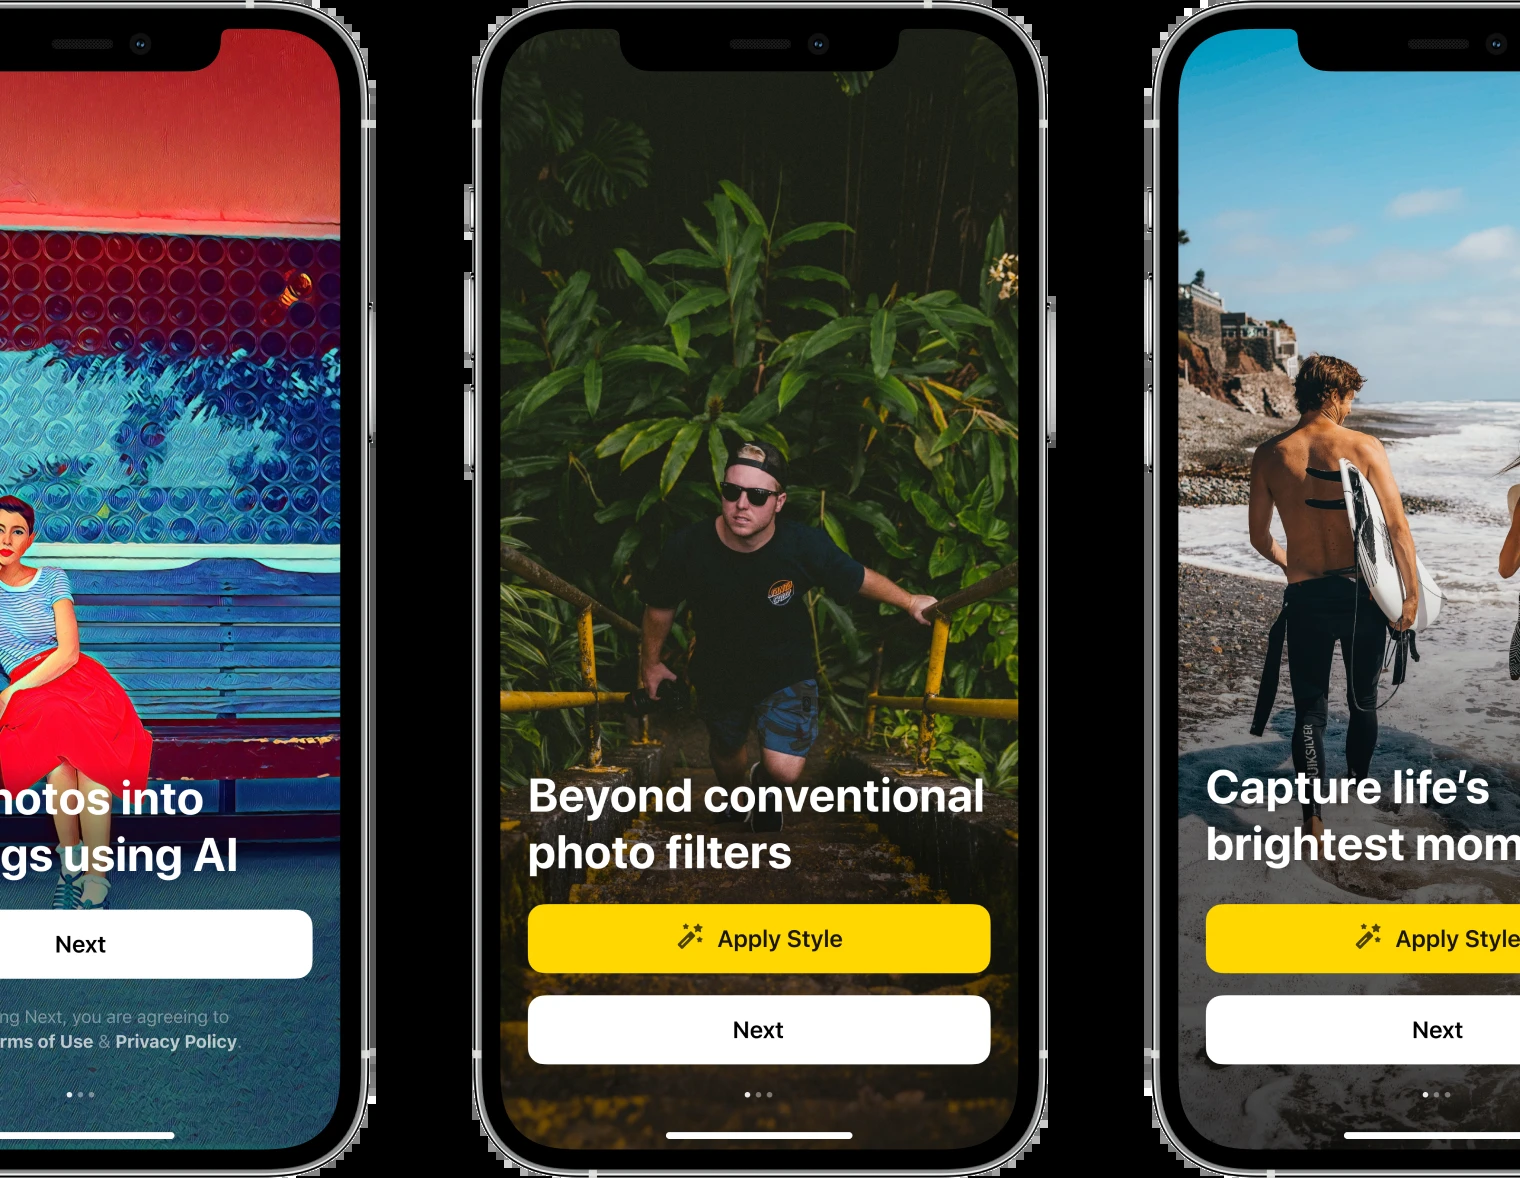 hotos into
gs using AI
Next
ng Next, you are agreeing to
rms of Use & Privacy Policy.
Beyond conventional
photo filters
Apply Style
Next
QUIKSILVER
Capture life's
brightest mom
Apply Style
Next